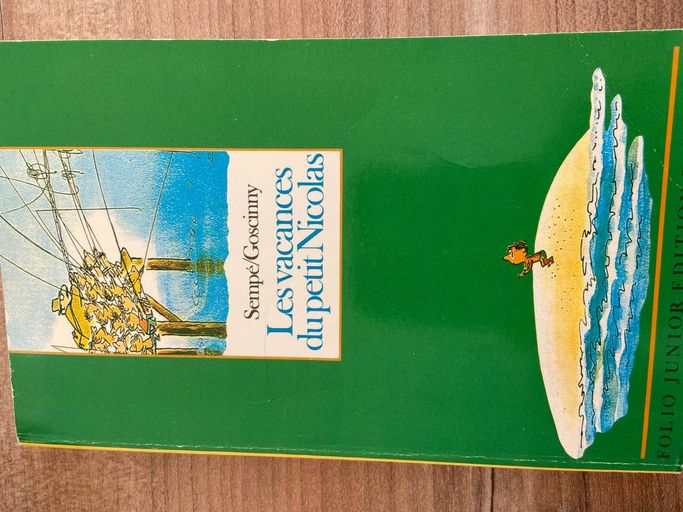 Sempé/Goscinny
Les vacances
du petit Nicolas
FOLIO JUNIOR EDITION